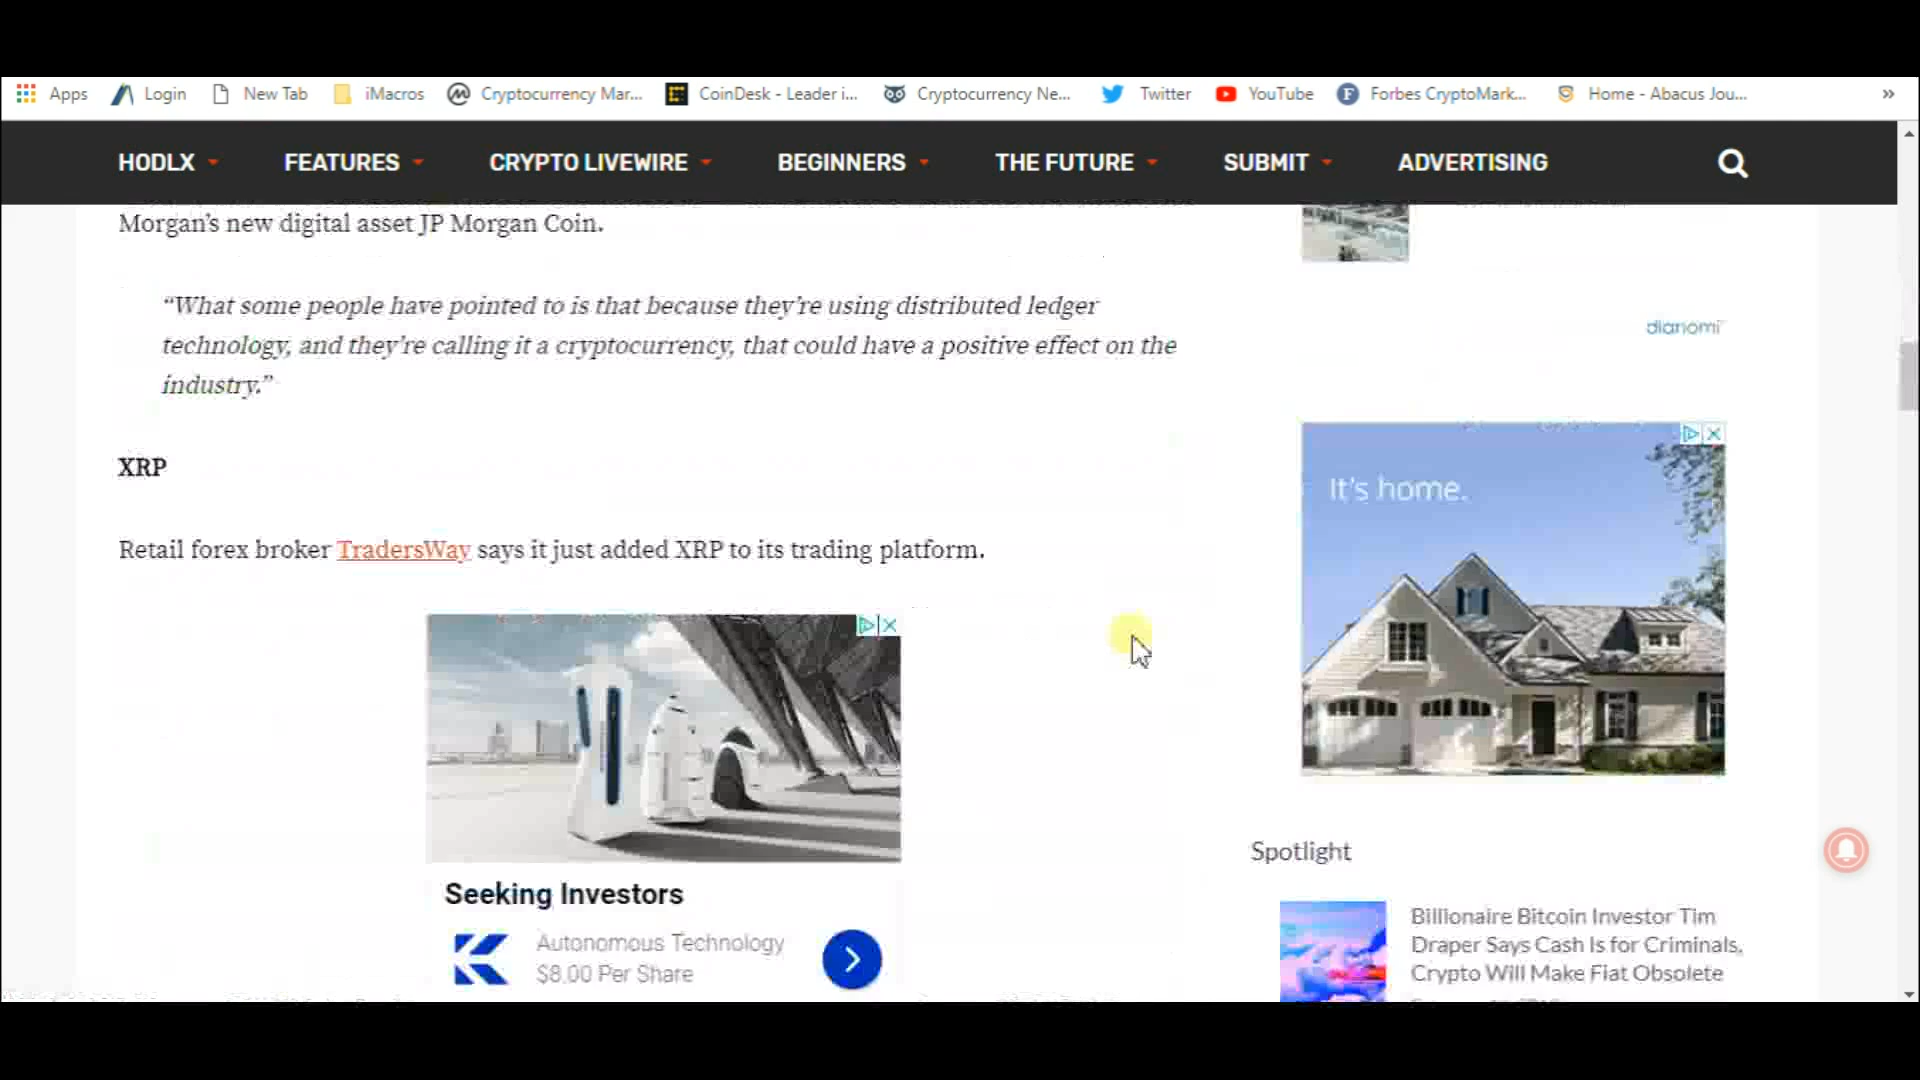 Apps Login New Tab iMacros Cryptocurrency Mar... CoinDesk - Leader i... Cryptocurrency Ne... Twitter YouTube Forbes CryptoMark... Home - Abacus Jou... »
HODLX FEATURES CRYPTO LIVEWIRE BEGINNERS THE FUTURE SUBMIT ADVERTISING
Morgan’s new digital asset JP Morgan Coin.
“What some people have pointed to is that because they’re using distributed ledger
technology, and they’re calling it a cryptocurrency, that could have a positive effect on the
industry.”
XRP
Retail forex broker TradersWay says it just added XRP to its trading platform.
Seeking Investors
Autonomous Technology
$8.00 Per Share
dianomi
It's home.
Spotlight
Billionaire Bitcoin Investor Tim
Draper Says Cash Is for Criminals,
Crypto Will Make Fiat Obsolete